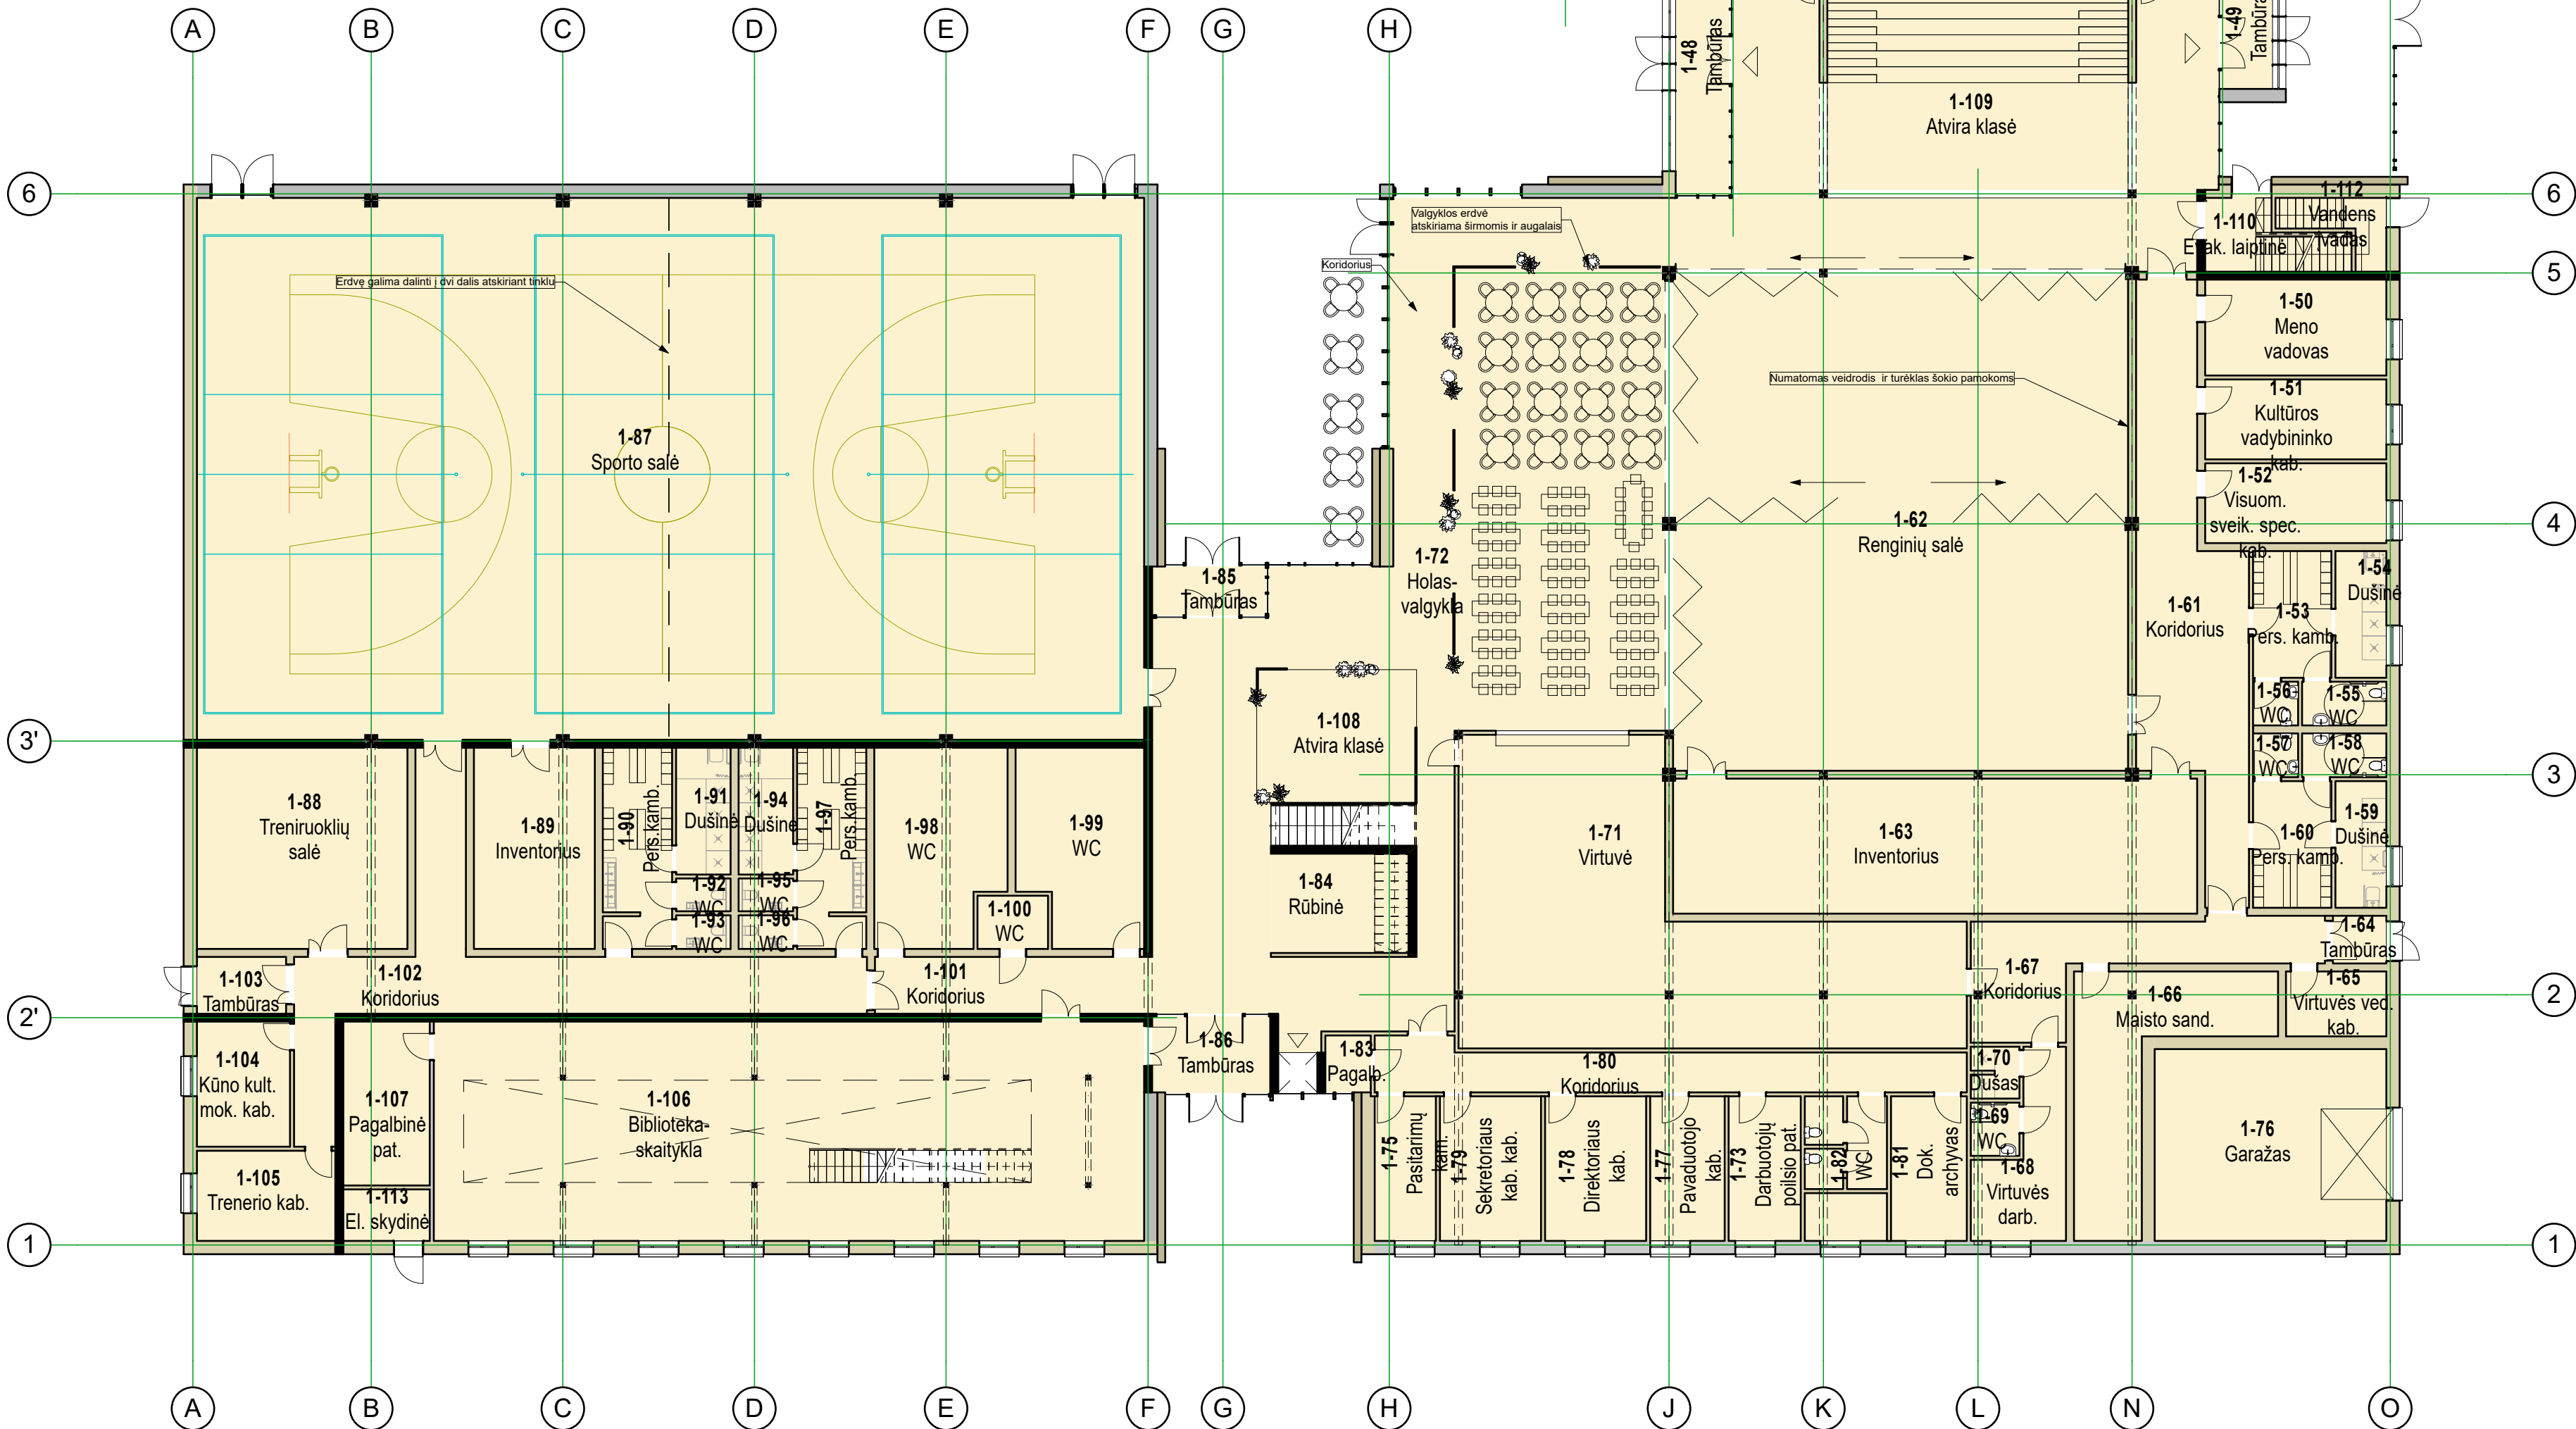 A
B
C
D
E
F
G
H
1-48
Tambūras
1-49
1-109
Atvira klasė
6
6
1-112
Vandens
įvadas
1-110
Evak. laiptinė
Valgyklos erdvė
atskiriama širmomis ir augalais
Koridorius
5
Erdvę galima dalinti į dvi dalis atskiriant tinklu
1-50
Meno
vadovas
Numatomas veidrodis ir turėklas šokio pamokoms
1-51
Kultūros
vadybininko
kab.
1-87
Sporto salė
1-52
Visuom.
sveik. spec.
kab.
4
1-62
Renginių salė
1-72
Holas-
valgykla
1-85
Tambūras
1-54
Dušinė
1-53
Pers. kamb.
1-61
Koridorius
1-56
WC
1-55
WC
1-108
Atvira klasė
3'
1-57
WC
1-58
WC
3
1-88
Treniruoklių
salė
1-89
Inventorius
1-90
Pers.kamb.
1-91
Dušinė
1-94
Dušinė
1-97
Pers.kamb.
1-98
WC
1-99
WC
1-71
Virtuvė
1-63
Inventorius
1-59
Dušinė
1-60
Pers. kamb.
1-92
WC
1-95
WC
1-84
Rūbinė
1-93
WC
1-96
WC
1-100
WC
1-64
Tambūras
1-103
Tambūras
1-102
Koridorius
1-101
Koridorius
1-67
Koridorius
1-66
Maisto sand.
1-65
Virtuvės ved.
kab.
2
2'
1-86
Tambūras
1-83
Pagalb.
1-80
Koridorius
1-70
Dušas
1-104
Kūno kult.
mok. kab.
1-107
Pagalbinė
pat.
1-106
Biblioteka-
skaitykla
1-69
WC
1-76
Garažas
1-75
Pasitarimų
kam.
1-79
Sekretoriaus
kab. kab.
1-78
Direktoriaus
kab.
1-77
Pavaduotojo
kab.
1-73
Darbuotojų
poilsio pat.
1-82
WC
1-81
Dok.
archyvas
1-68
Virtuvės
darb.
1-105
Trenerio kab.
1-113
El. skydinė
1
1
A
B
C
D
E
F
G
H
J
K
L
N
O